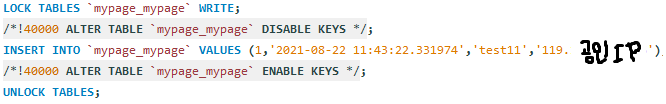 LOCK TABLES `mypage_mypage` WRITE;
/*!40000 ALTER TABLE `mypage_mypage` DISABLE KEYS */;
INSERT INTO `mypage_mypage` VALUES (1,'2021-08-22 11:43:22.331974','test11','119. 공인IP ')
/*!40000 ALTER TABLE `mypage_mypage` ENABLE KEYS */;
UNLOCK TABLES;